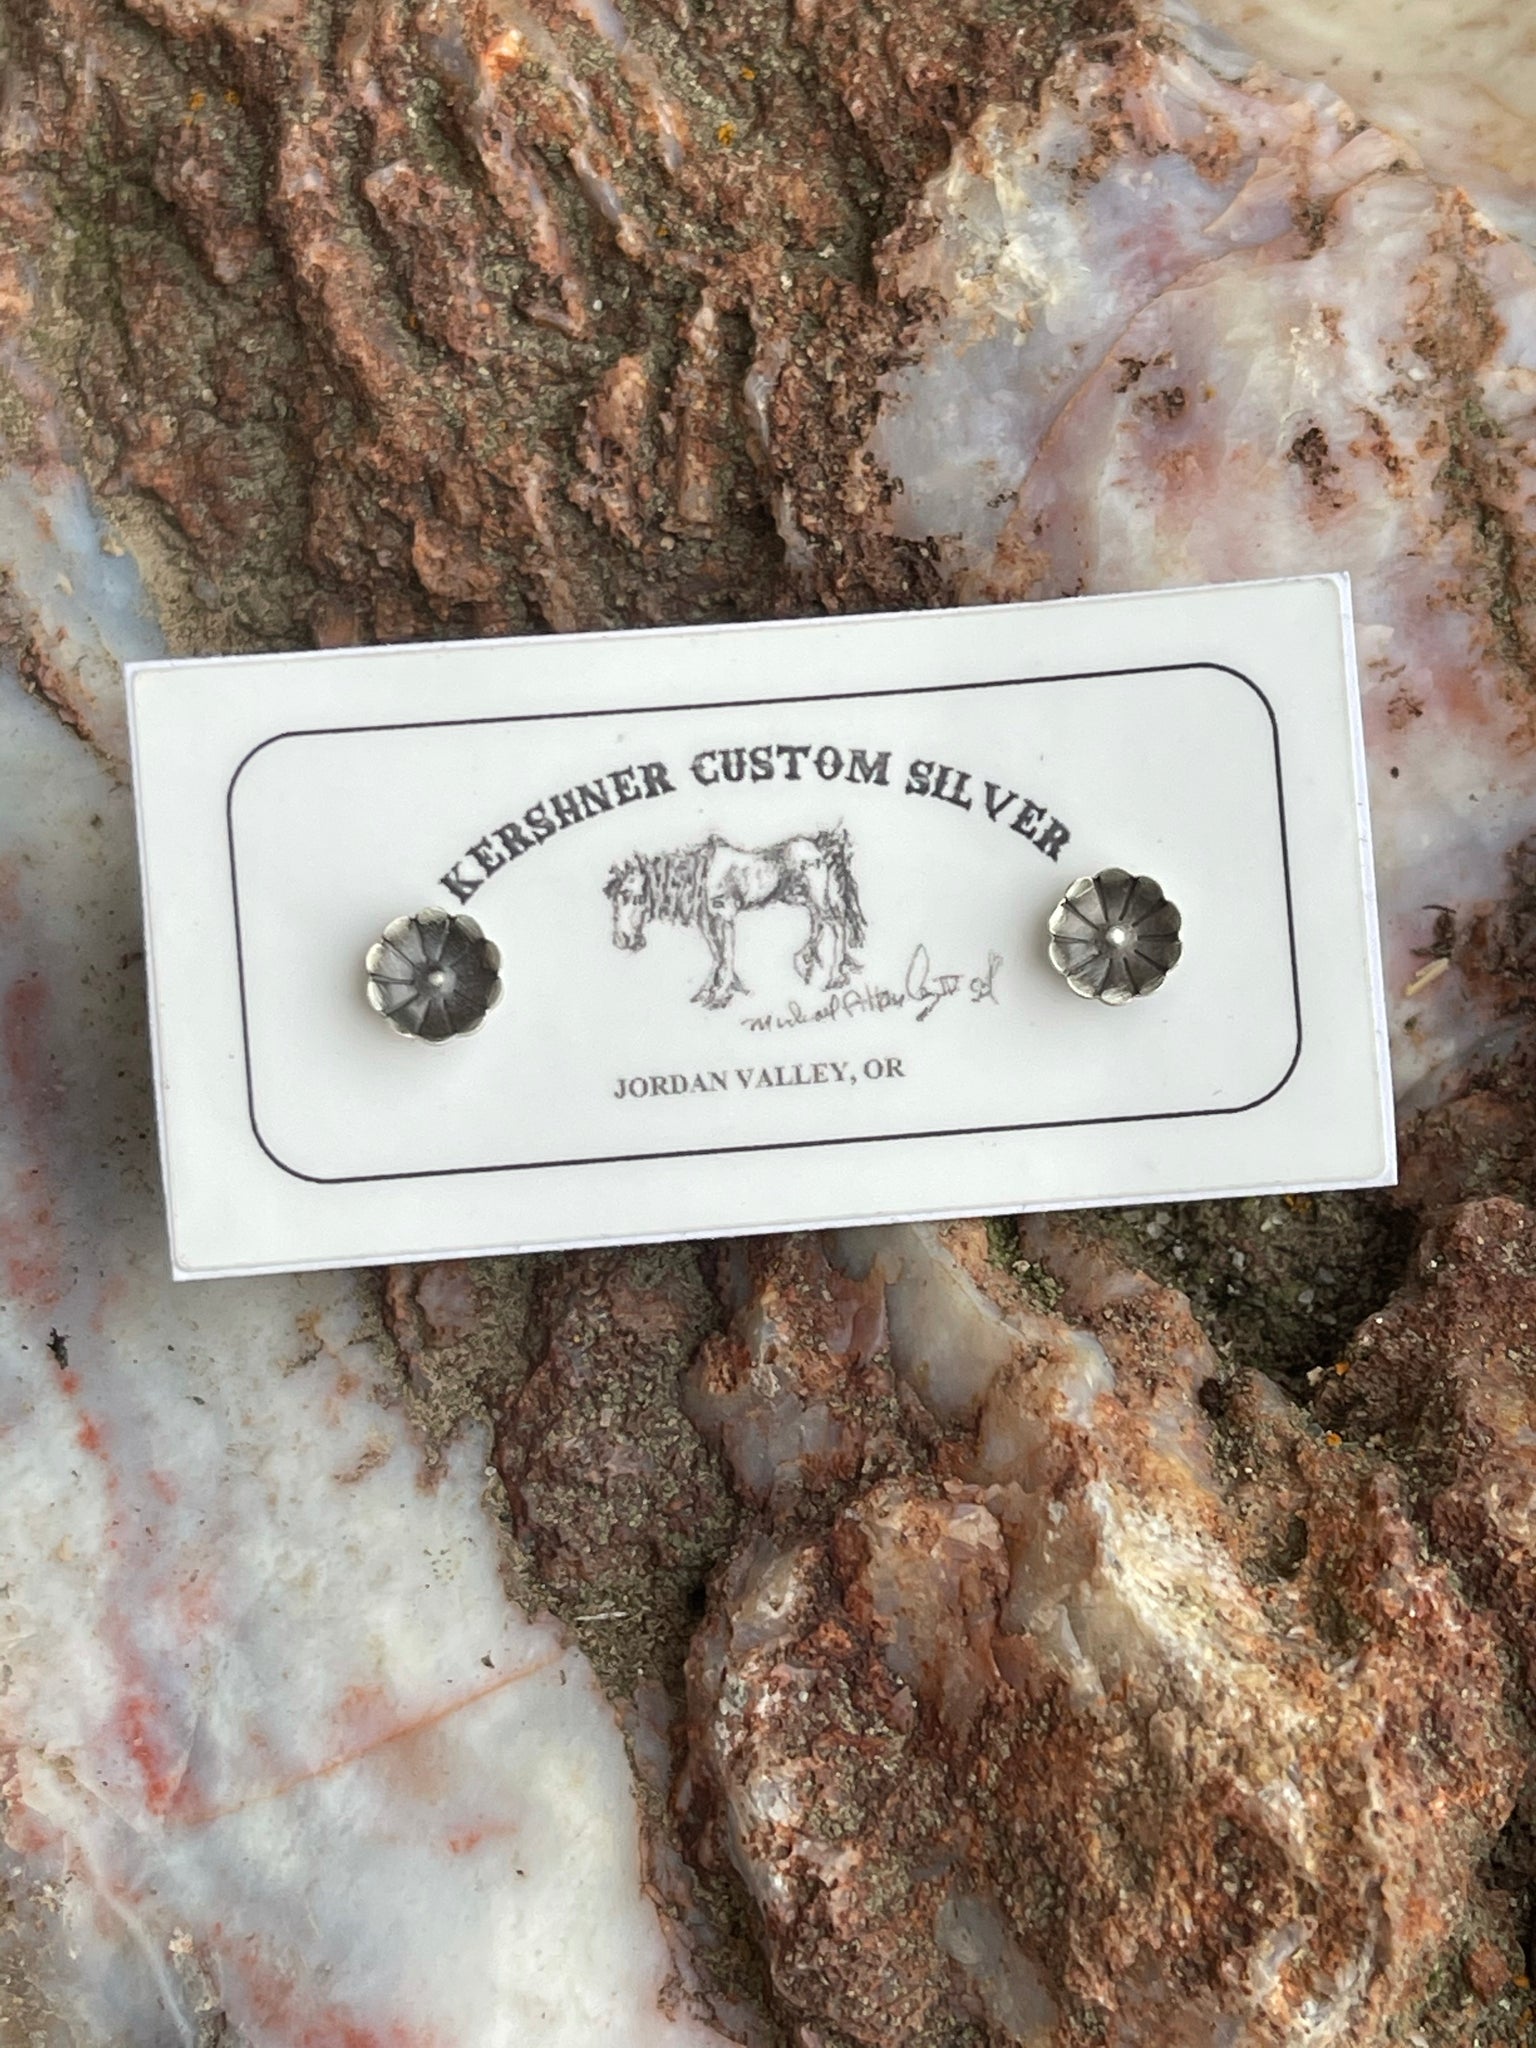 KERSHNER CUSTOM SILVER
JORDAN VALLEY, OR